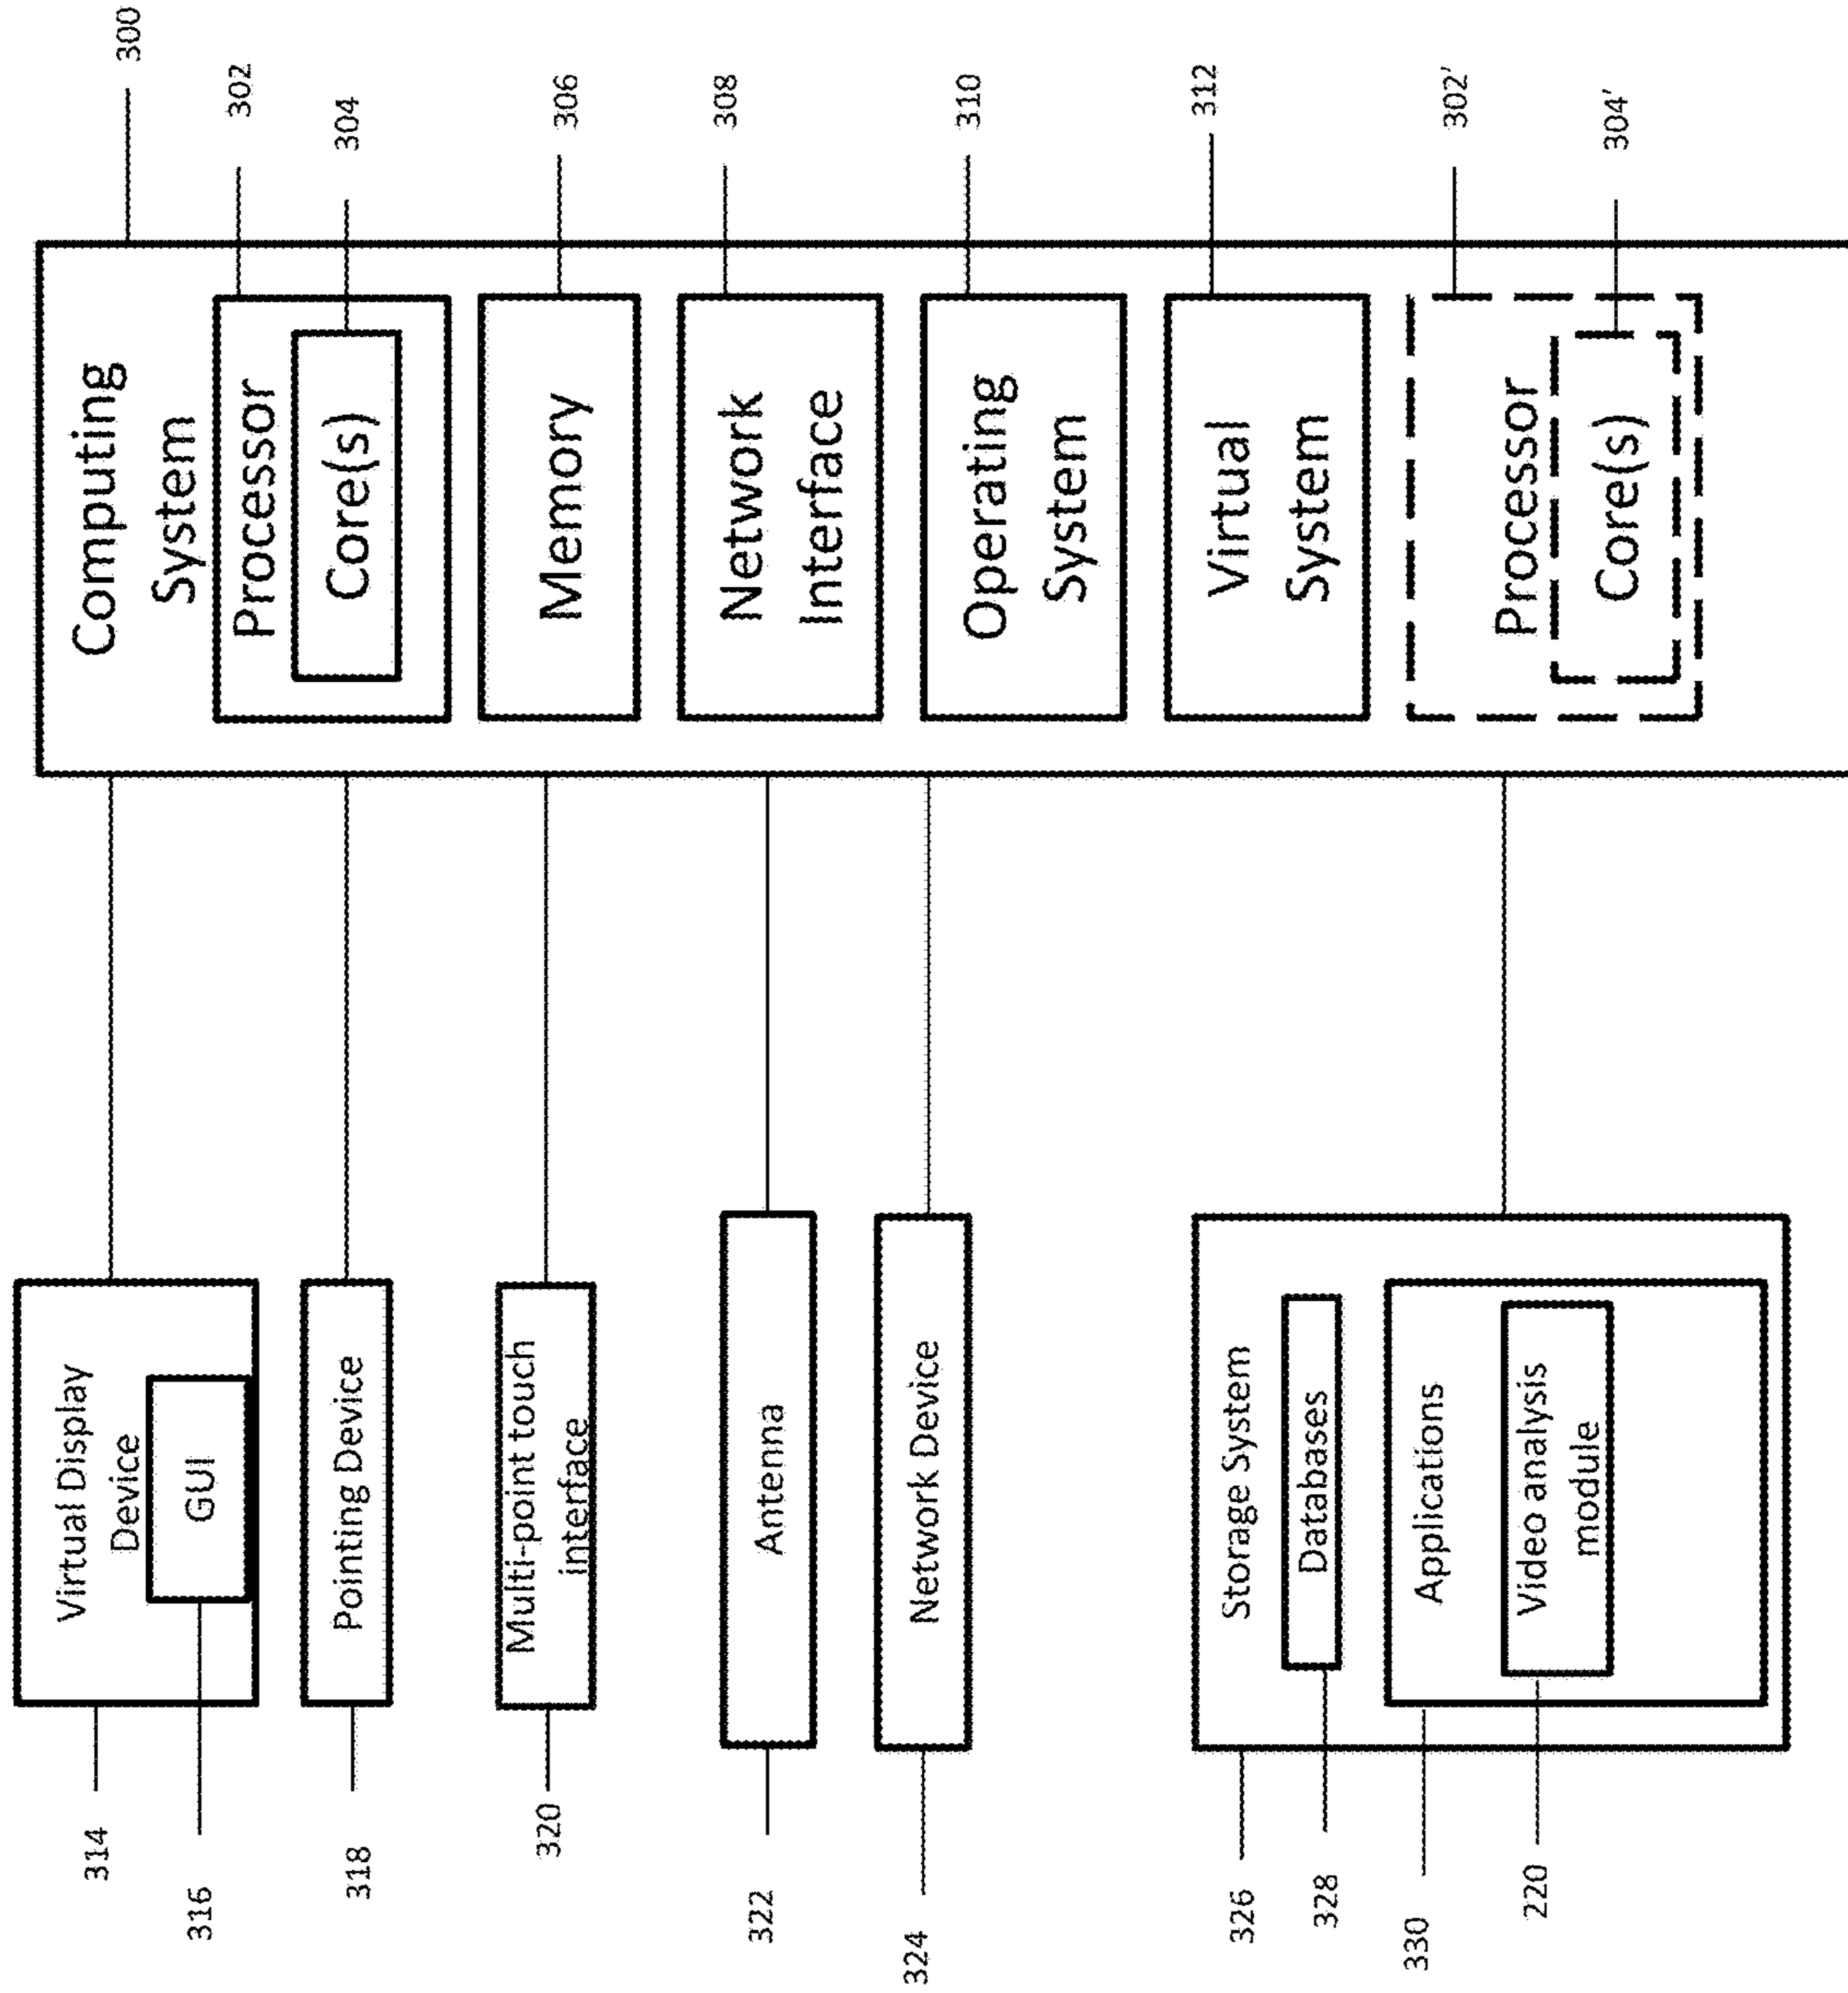 300
Computing
System
302
Processor
304
Core(s)
306
Memory
308
Network
Interface
310
Operating
System
312
Virtual
System
302'
Processor
304'
Core(s)
314
Virtual Display
Device
316
GUI
318
Pointing Device
320
Multi-point touch
interface
322
Antenna
324
Network Device
326
Storage System
328
Databases
330
Applications
220
Video analysis
module